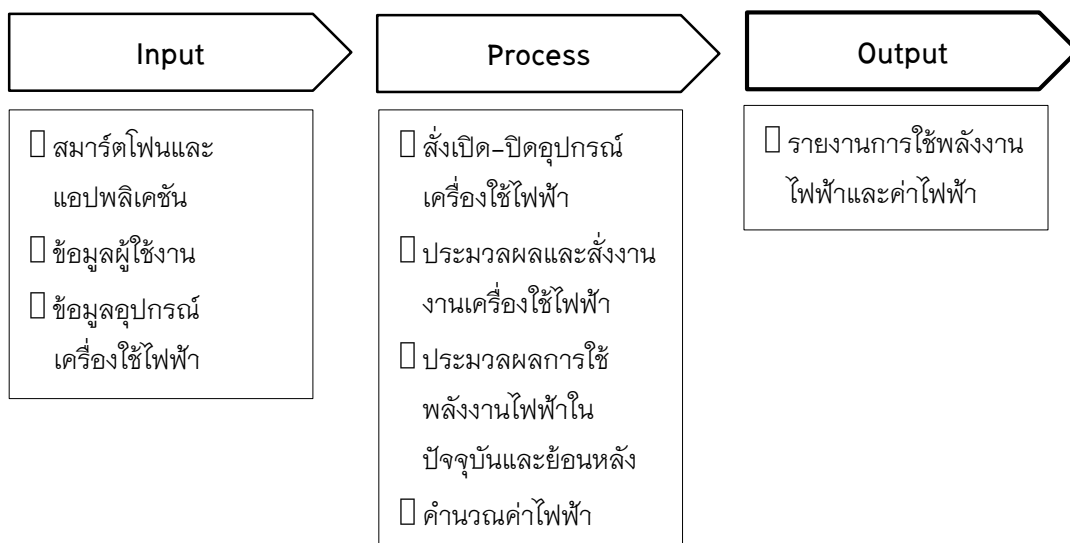 Input
สมาร์ตโฟนและ
แอปพลิเคชัน
ข้อมูลผู้ใช้งาน
ข้อมูลอุปกรณ์
เครื่องใช้ไฟฟ้า
Process
สั่งเปิด-ปิดอุปกรณ์
เครื่องใช้ไฟฟ้า
ประมวลผลและสั่งงาน
งานเครื่องใช้ไฟฟ้า
ประมวลผลการใช้
พลังงานไฟฟ้าใน
ปัจจุบันและย้อนหลัง
คำนวณค่าไฟฟ้า
Output
รายงานการใช้พลังงาน
ไฟฟ้าและค่าไฟฟ้า